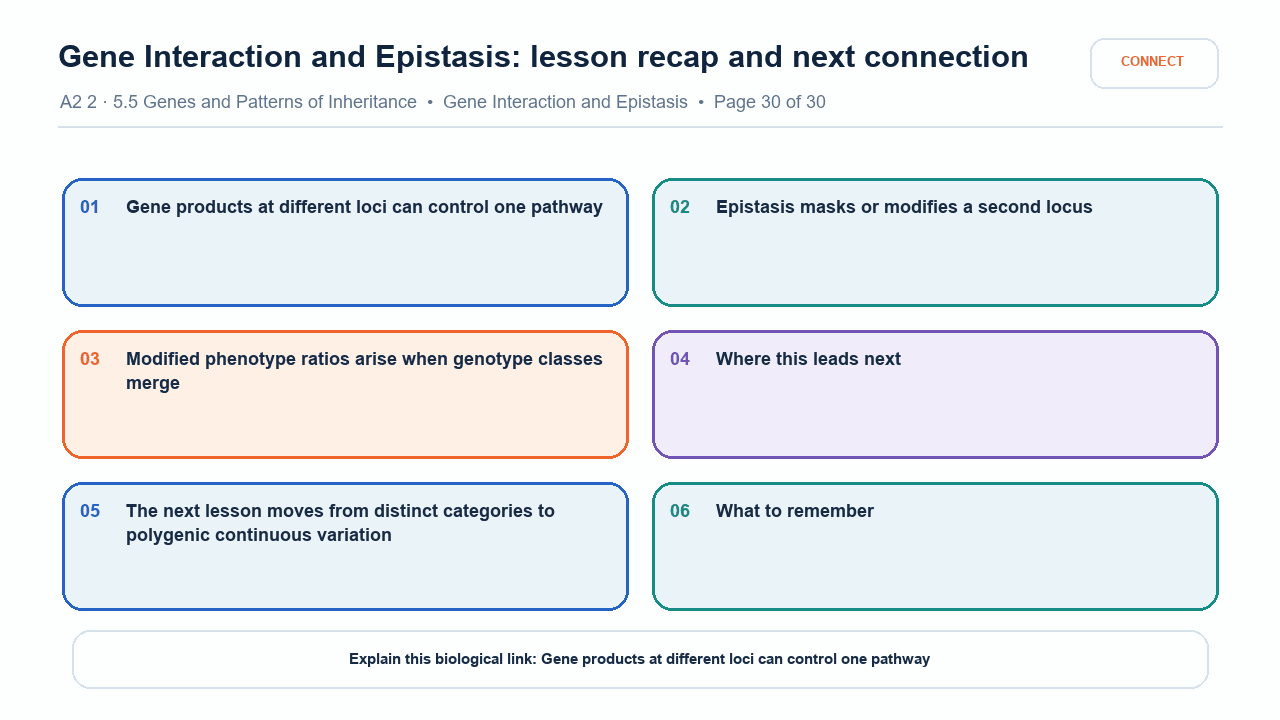 Gene Interaction and Epistasis: lesson recap and next connection
CONNECT
A2 2 · 5.5 Genes and Patterns of Inheritance • Gene Interaction and Epistasis • Page 30 of 30
01 Gene products at different loci can control one pathway
02 Epistasis masks or modifies a second locus
03 Modified phenotype ratios arise when genotype classes
merge
04 Where this leads next
05 The next lesson moves from distinct categories to
polygenic continuous variation
06 What to remember
Explain this biological link: Gene products at different loci can control one pathway